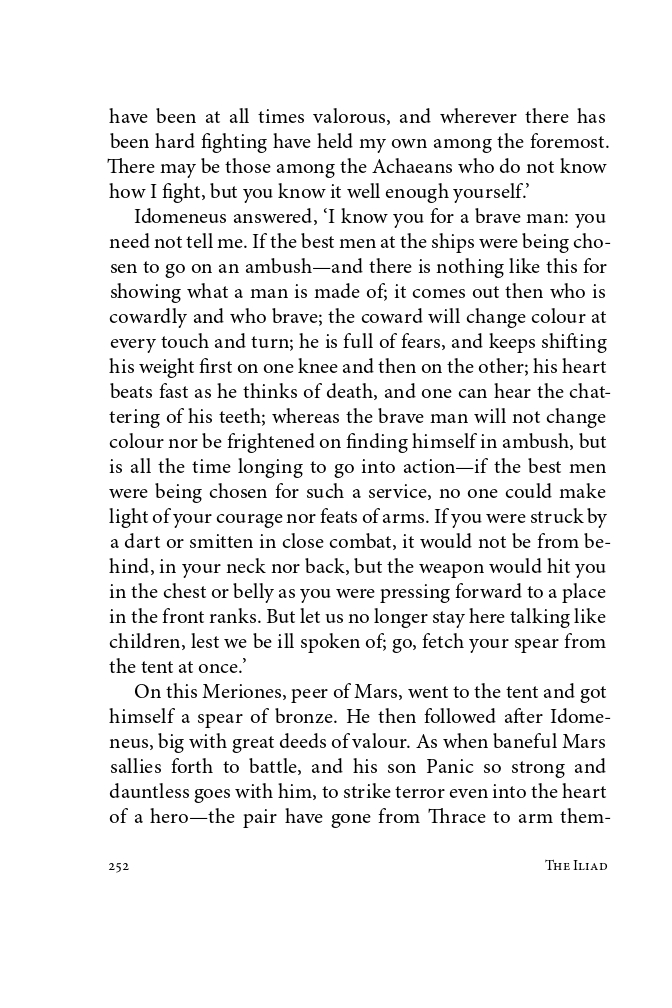 have been at all times valorous, and wherever there has
been hard fighting have held my own among the foremost.
There may be those among the Achaeans who do not know
how I fight, but you know it well enough yourself.’
Idomeneus answered, ‘I know you for a brave man: you
need not tell me. If the best men at the ships were being cho-
sen to go on an ambush—and there is nothing like this for
showing what a man is made of; it comes out then who is
cowardly and who brave; the coward will change colour at
every touch and turn; he is full of fears, and keeps shifting
his weight first on one knee and then on the other; his heart
beats fast as he thinks of death, and one can hear the chat-
tering of his teeth; whereas the brave man will not change
colour nor be frightened on finding himself in ambush, but
is all the time longing to go into action—if the best men
were being chosen for such a service, no one could make
light of your courage nor feats of arms. If you were struck by
a dart or smitten in close combat, it would not be from be-
hind, in your neck nor back, but the weapon would hit you
in the chest or belly as you were pressing forward to a place
in the front ranks. But let us no longer stay here talking like
children, lest we be ill spoken of; go, fetch your spear from
the tent at once.’
On this Meriones, peer of Mars, went to the tent and got
himself a spear of bronze. He then followed after Idome-
neus, big with great deeds of valour. As when baneful Mars
sallies forth to battle, and his son Panic so strong and
dauntless goes with him, to strike terror even into the heart
of a hero—the pair have gone from Thrace to arm them-
252 The Iliad